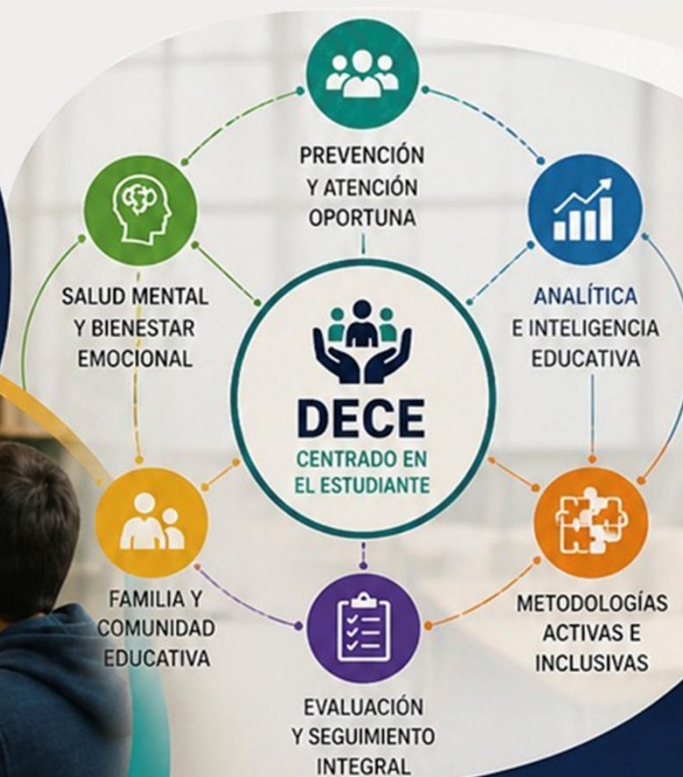 PREVENCIÓN
Y ATENCIÓN
OPORTUNA
SALUD MENTAL
Y BIENESTAR
EMOCIONAL
ANALÍTICA
E INTELIGENCIA
EDUCATIVA
DECE
CENTRADO EN
EL ESTUDIANTE
FAMILIA Y
COMUNIDAD
EDUCATIVA
METODOLOGÍAS
ACTIVAS E
INCLUSIVAS
EVALUACIÓN
Y SEGUIMIENTO
INTEGRAL